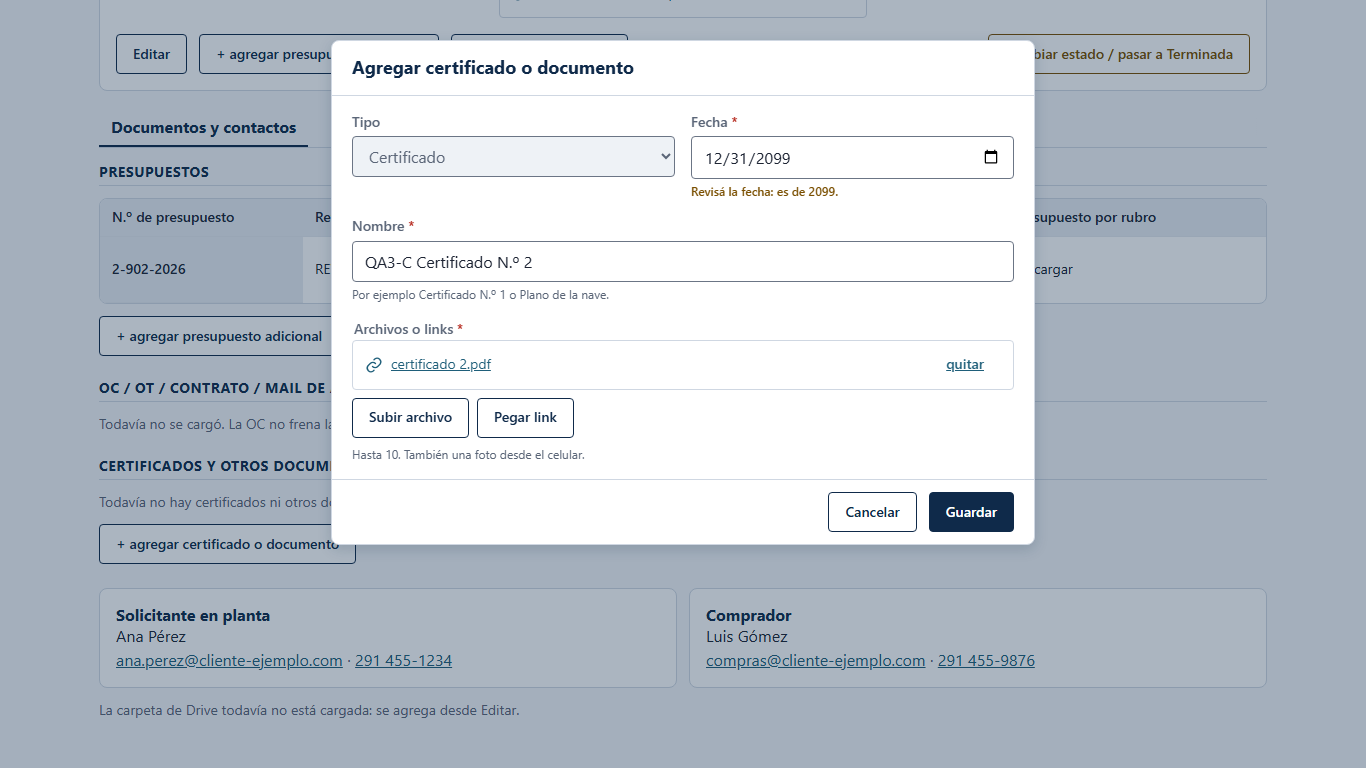 Editar
+ agregar
biar estado / pasar a Terminada
Agregar certificado o documento
Documentos y contactos
Tipo
Fecha *
Certificado
12/31/2099
Revisá la fecha: es de 2099.
PRESUPUESTOS
N.º de presupuesto
supuesto por rubro
Nombre *
2-902-2026
QA3-C Certificado N.º 2
cargar
Por ejemplo Certificado N.º 1 o Plano de la nave.
Archivos o links *
+ agregar presupuesto adicional
certificado 2.pdf
quitar
OC / OT / CONTRATO / MAIL DE
Subir archivo
Pegar link
Todavía no se cargó. La OC no frena
Hasta 10. También una foto desde el celular.
CERTIFICADOS Y OTROS
Todavía no hay certificados ni otros
Cancelar
Guardar
+ agregar certificado o documento
Solicitante en planta
Ana Pérez
ana.perez@cliente-ejemplo.com · 291 455-1234
Comprador
Luis Gómez
compras@cliente-ejemplo.com · 291 455-9876
La carpeta de Drive todavía no está cargada: se agrega desde Editar.